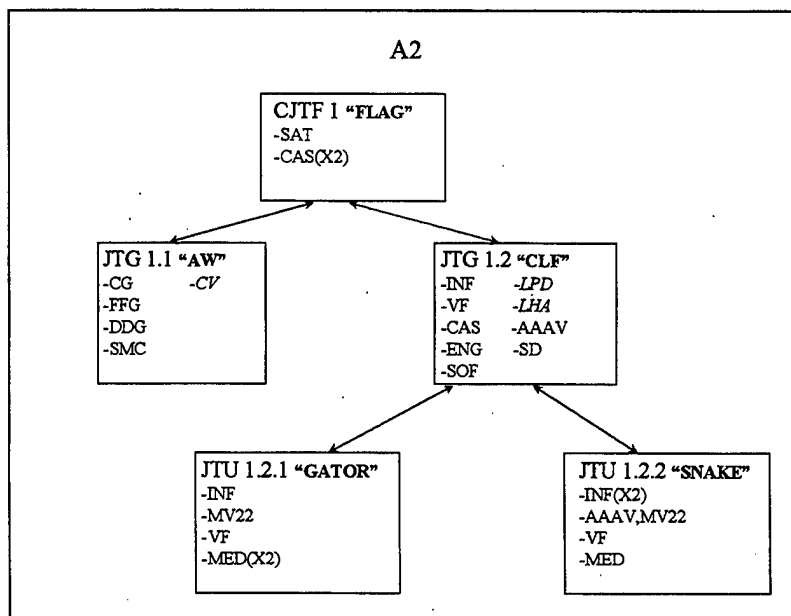 A2
CJTF 1 "FLAG"
-SAT
-CAS(X2)
JTG 1.1 "AW"
-CG -CV
-FFG
-DDG
-SMC
JTG 1.2 "CLF"
-INF -LPD
-VF -LHA
-CAS -AAAV
-ENG -SD
-SOF
JTU 1.2.1 "GATOR"
-INF
-MV22
-VF
-MED(X2)
JTU 1.2.2 "SNAKE"
-INF(X2)
-AAAV,MV22
-VF
-MED